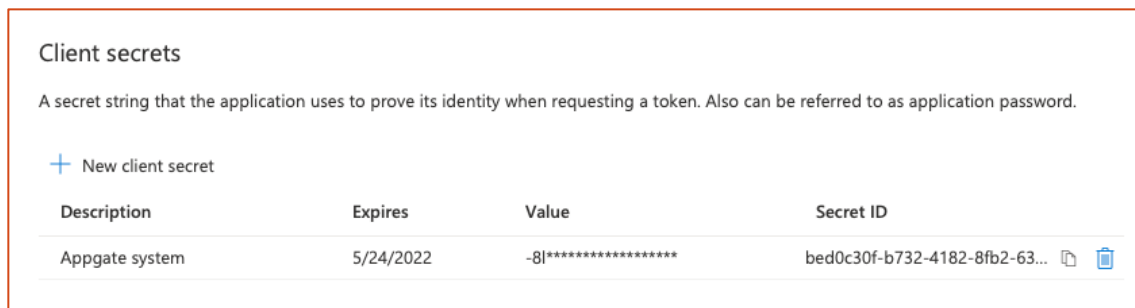 Client secrets
A secret string that the application uses to prove its identity when requesting a token. Also can be referred to as application password.
New client secret
Description Expires Value Secret ID
Appgate system 5/24/2022 -8l****************** bed0c30f-b732-4182-8fb2-63...